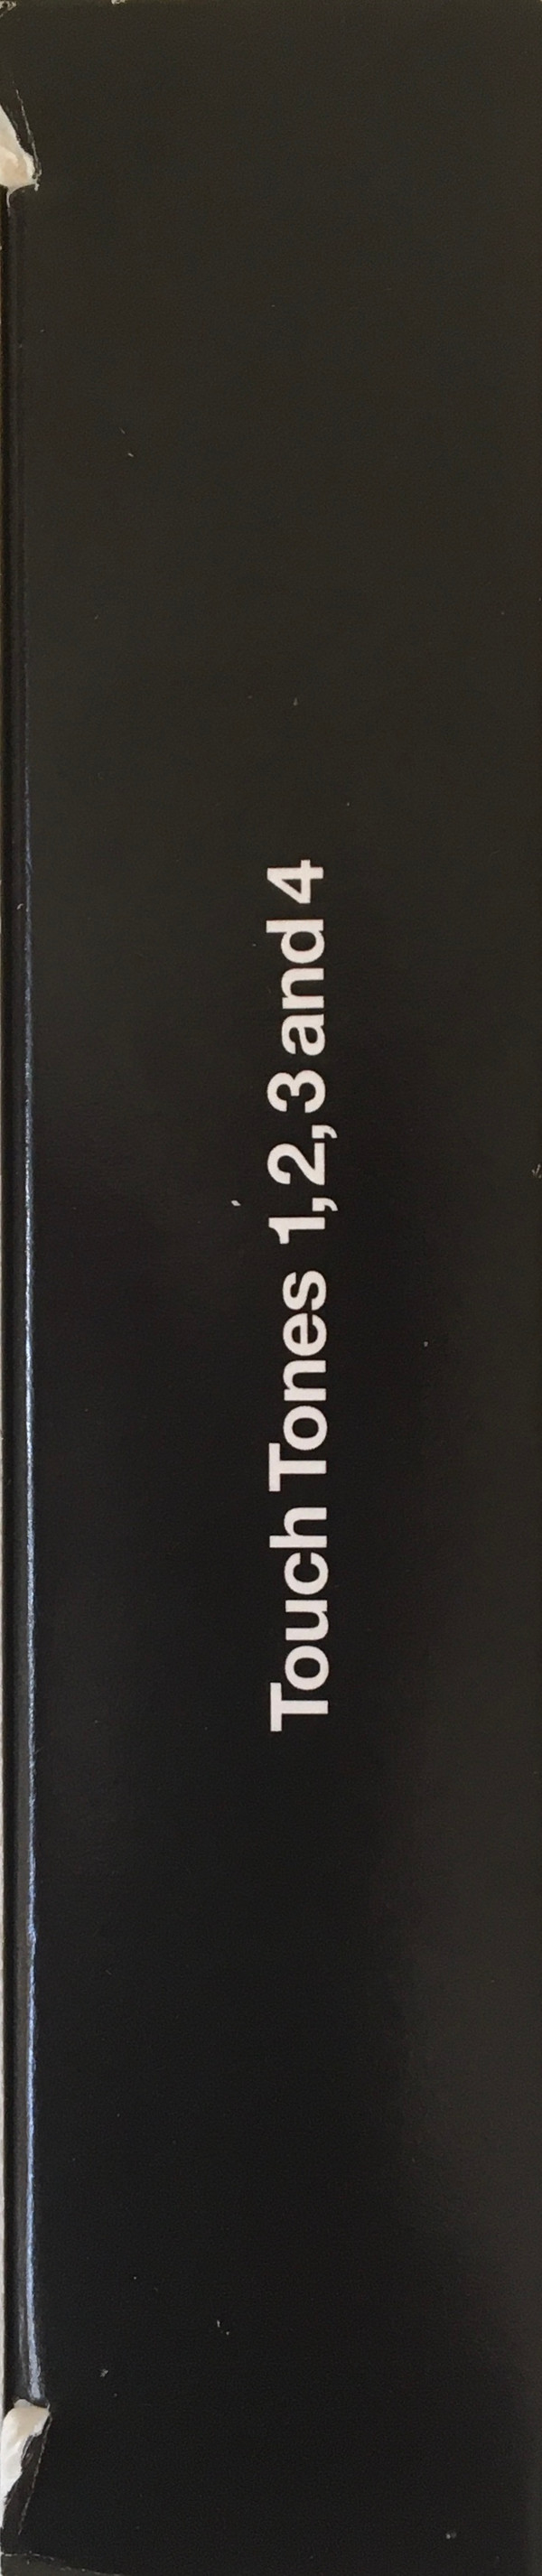 Touch Tones 1, 2, 3 and 4